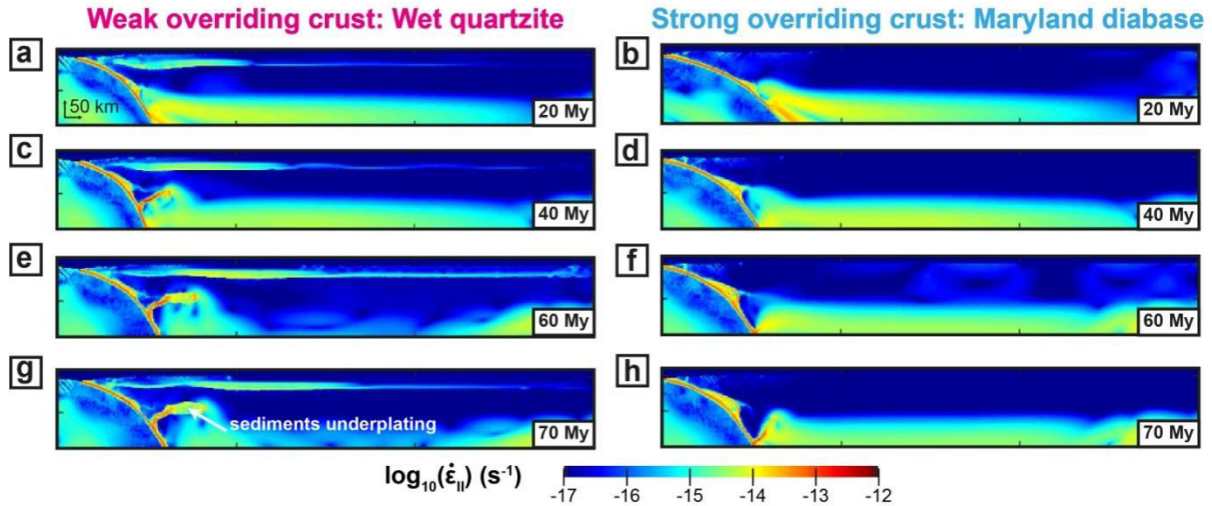 Weak overriding crust: Wet quartzite
Strong overriding crust: Maryland diabase
a
50 km
20 My
b
20 My
c
40 My
d
40 My
e
60 My
f
60 My
g
sediments underplating
70 My
h
70 My
log₁₀(ε̇ᵢᵢ) (s⁻¹)
-17 -16 -15 -14 -13 -12